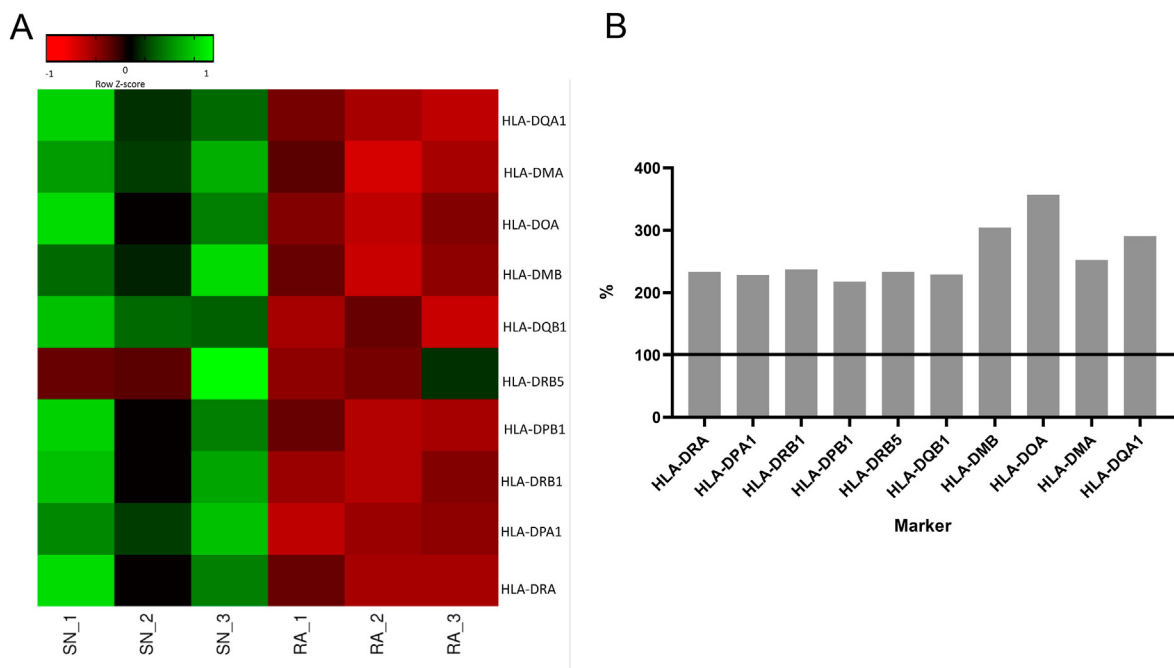 A
-1
0
1
Row Z-score
HLA-DQA1
HLA-DMA
HLA-DOA
HLA-DMB
HLA-DQB1
HLA-DRB5
HLA-DPB1
HLA-DRB1
HLA-DPA1
HLA-DRA
SN_1
SN_2
SN_3
RA_1
RA_2
RA_3
B
400
300
200
100
0
%
HLA-DRA
HLA-DPA1
HLA-DRB1
HLA-DPB1
HLA-DRB5
HLA-DQB1
HLA-DMB
HLA-DOA
HLA-DMA
HLA-DQA1
Marker